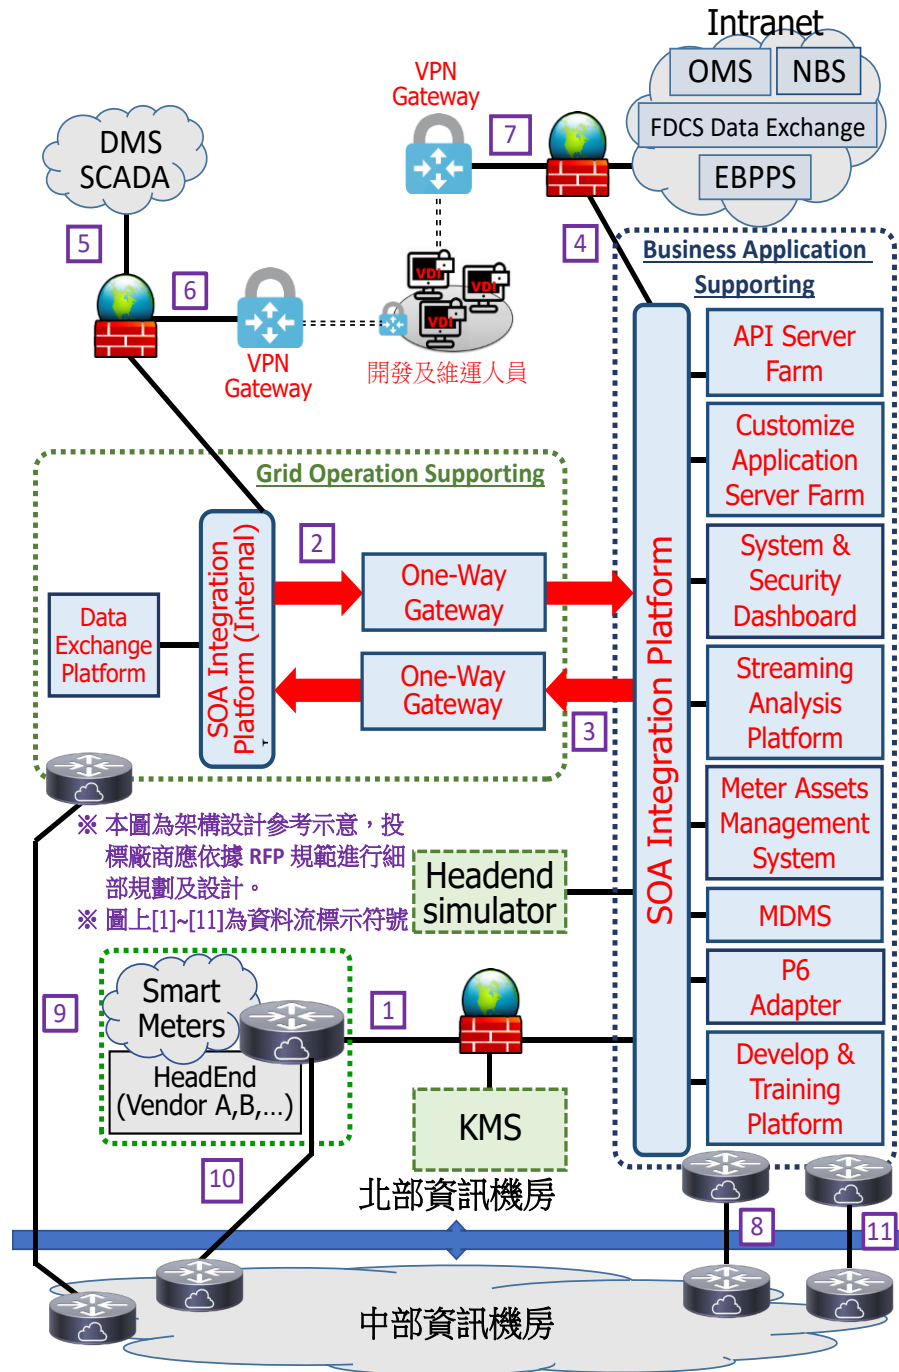 Intranet
OMS
NBS
FDCS Data Exchange
EBPPS
VPN
Gateway
7
DMS
SCADA
5
6
4
VPN
Gateway
VDI
VDI
VDI
開發及維運人員
Business Application
Supporting
API Server
Farm
Customize
Application
Server Farm
System &
Security
Dashboard
Streaming
Analysis
Platform
Meter Assets
Management
System
MDMS
P6
Adapter
Develop &
Training
Platform
SOA Integration Platform
Grid Operation Supporting
2
One-Way
Gateway
One-Way
Gateway
3
SOA Integration
Platform (Internal)
Data
Exchange
Platform
※ 本圖為架構設計參考示意，投
標廠商應依據 RFP 規範進行細
部規劃及設計。
※ 圖上[1]~[11]為資料流標示符號
Headend
simulator
9
Smart
Meters
HeadEnd
(Vendor A,B,...)
1
KMS
10
北部資訊機房
8
11
中部資訊機房